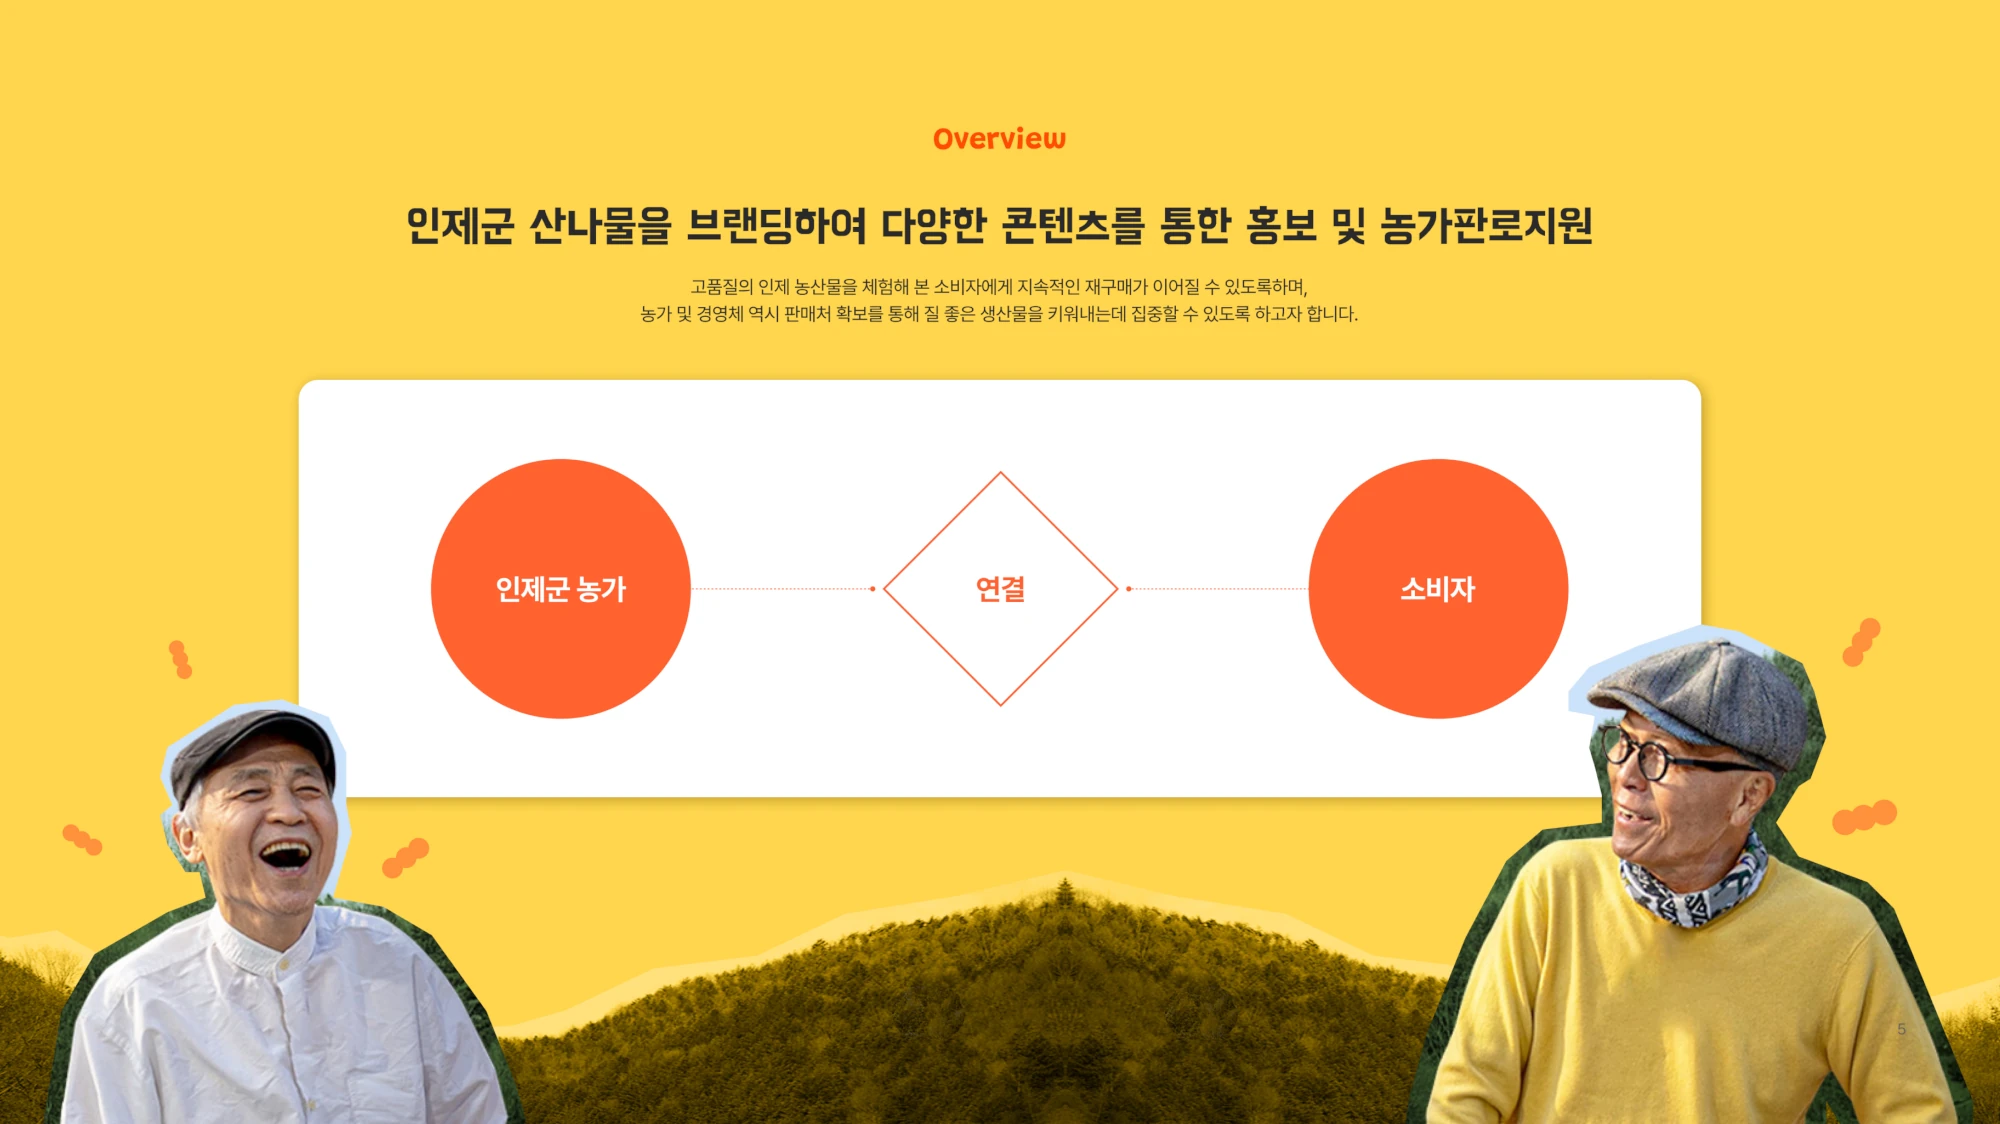 Overview
인제군 산나물을 브랜딩하여 다양한 콘텐츠를 통한 홍보 및 농가판로지원
고품질의 인제 농산물을 체험해 본 소비자에게 지속적인 재구매가 이어질 수 있도록하며,
농가 및 경영체 역시 판매처 확보를 통해 질 좋은 생산물을 키워내는데 집중할 수 있도록 하고자 합니다.
인제군 농가
연결
소비자
5